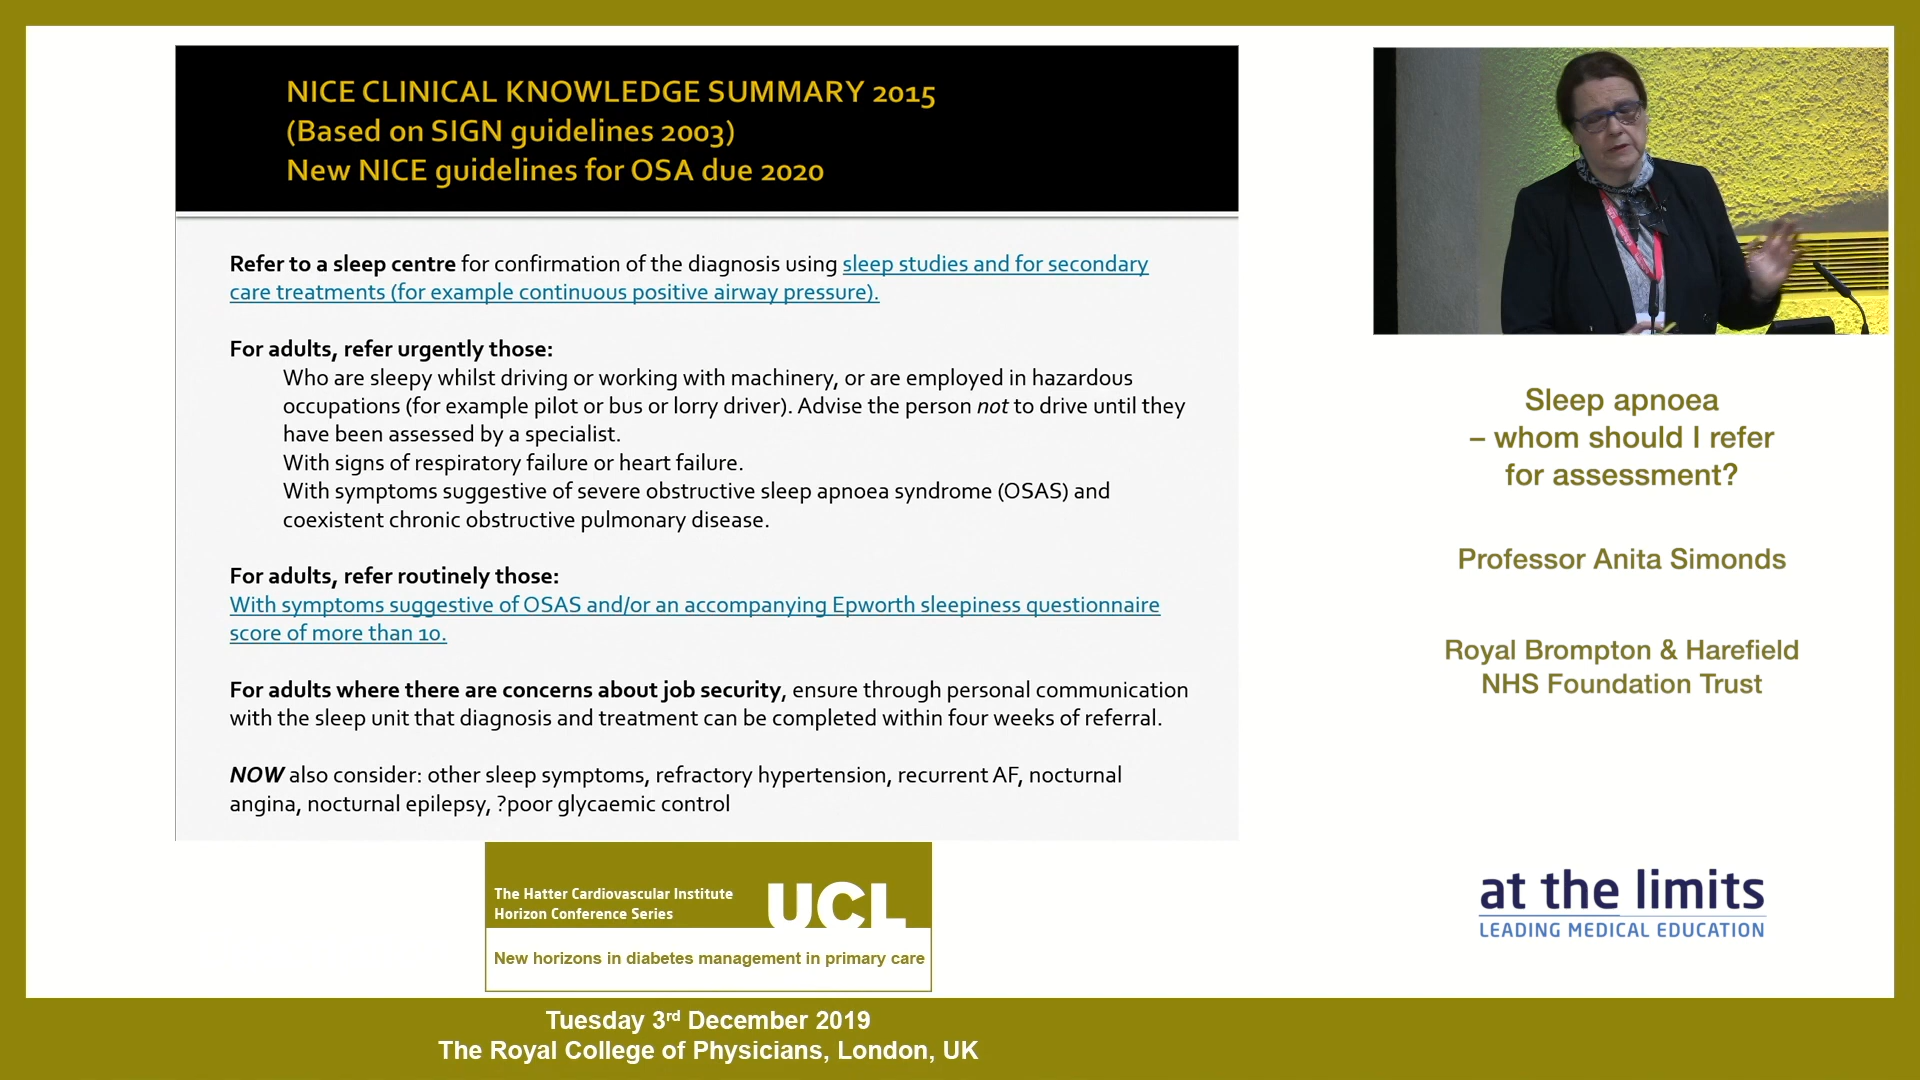 NICE CLINICAL KNOWLEDGE SUMMARY 2015
(Based on SIGN guidelines 2003)
New NICE guidelines for OSA due 2020
Refer to a sleep centre for confirmation of the diagnosis using sleep studies and for secondary
care treatments (for example continuous positive airway pressure).
For adults, refer urgently those:
Who are sleepy whilst driving or working with machinery, or are employed in hazardous
occupations (for example pilot or bus or lorry driver). Advise the person not to drive until they
have been assessed by a specialist.
With signs of respiratory failure or heart failure.
With symptoms suggestive of severe obstructive sleep apnoea syndrome (OSAS) and
coexistent chronic obstructive pulmonary disease.
For adults, refer routinely those:
With symptoms suggestive of OSAS and/or an accompanying Epworth sleepiness questionnaire
score of more than 10.
For adults where there are concerns about job security, ensure through personal communication
with the sleep unit that diagnosis and treatment can be completed within four weeks of referral.
NOW also consider: other sleep symptoms, refractory hypertension, recurrent AF, nocturnal
angina, nocturnal epilepsy, ?poor glycaemic control
Sleep apnoea
– whom should I refer
for assessment?
Professor Anita Simonds
Royal Brompton & Harefield
NHS Foundation Trust
at the limits
LEADING MEDICAL EDUCATION
The Hatter Cardiovascular Institute
Horizon Conference Series
UCL
New horizons in diabetes management in primary care
Tuesday 3rd December 2019
The Royal College of Physicians, London, UK